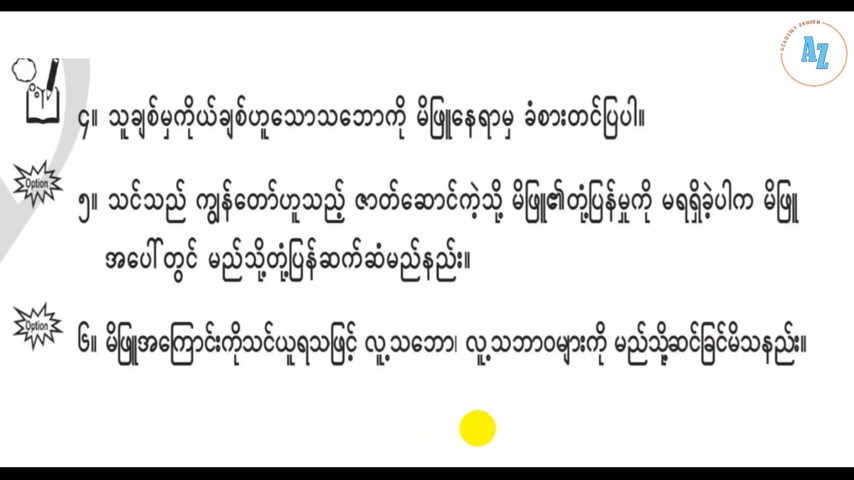 ACADEMY ZENITH
AZ
၄။ သူချစ်မှကိုယ်ချစ်ဟူသောသဘောကို မိဖြူနေရာမှ ခံစားတင်ပြပါ။
Option
၅။ သင်သည် ကျွန်တော်ဟူသည့် ဇာတ်ဆောင်ကဲ့သို့ မိဖြူ၏တုံ့ပြန်မှုကို မရရှိခဲ့ပါက မိဖြူ
အပေါ်တွင် မည်သို့တုံ့ပြန်ဆက်ဆံမည်နည်း။
Option
၆။ မိဖြူအကြောင်းကိုသင်ယူရသဖြင့် လူ့သဘော၊ လူ့သဘာဝများကို မည်သို့ဆင်ခြင်မိသနည်း။